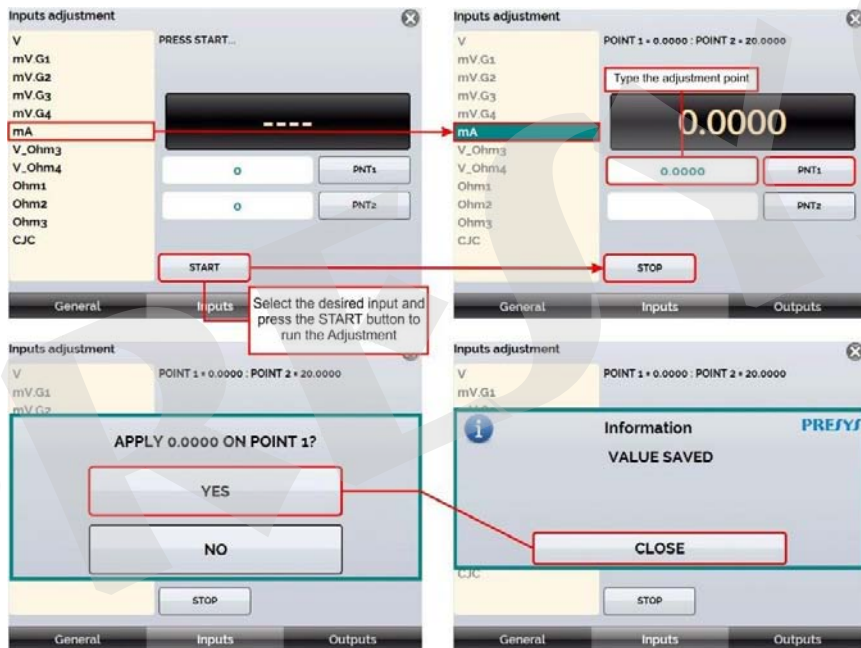 Inputs adjustment
V
mV.G1
mV.G2
mV.G3
mV.G4
mA
V_Ohm3
V_Ohm4
Ohm1
Ohm2
Ohm3
CJC
PRESS START...
----
0
PNT1
0
PNT2
START
General
Inputs
Select the desired input and
press the START button to
run the Adjustment
Inputs adjustment
V
mV.G1
mV.G2
mV.G3
mV.G4
mA
V_Ohm3
V_Ohm4
Ohm1
Ohm2
Ohm3
CJC
POINT 1 = 0.0000 : POINT 2 = 20.0000
Type the adjustment point
0.0000
0.0000
PNT1
PNT2
STOP
General
Inputs
Outputs
Inputs adjustment
V
mV.G1
mV.G2
POINT 1 = 0.0000 : POINT 2 = 20.0000
APPLY 0.0000 ON POINT 1?
YES
NO
STOP
General
Inputs
Outputs
Inputs adjustment
V
mV.G1
POINT 1 = 0.0000 : POINT 2 = 20.0000
Information
PRESYS
VALUE SAVED
CLOSE
CJC
STOP
General
Inputs
Outputs